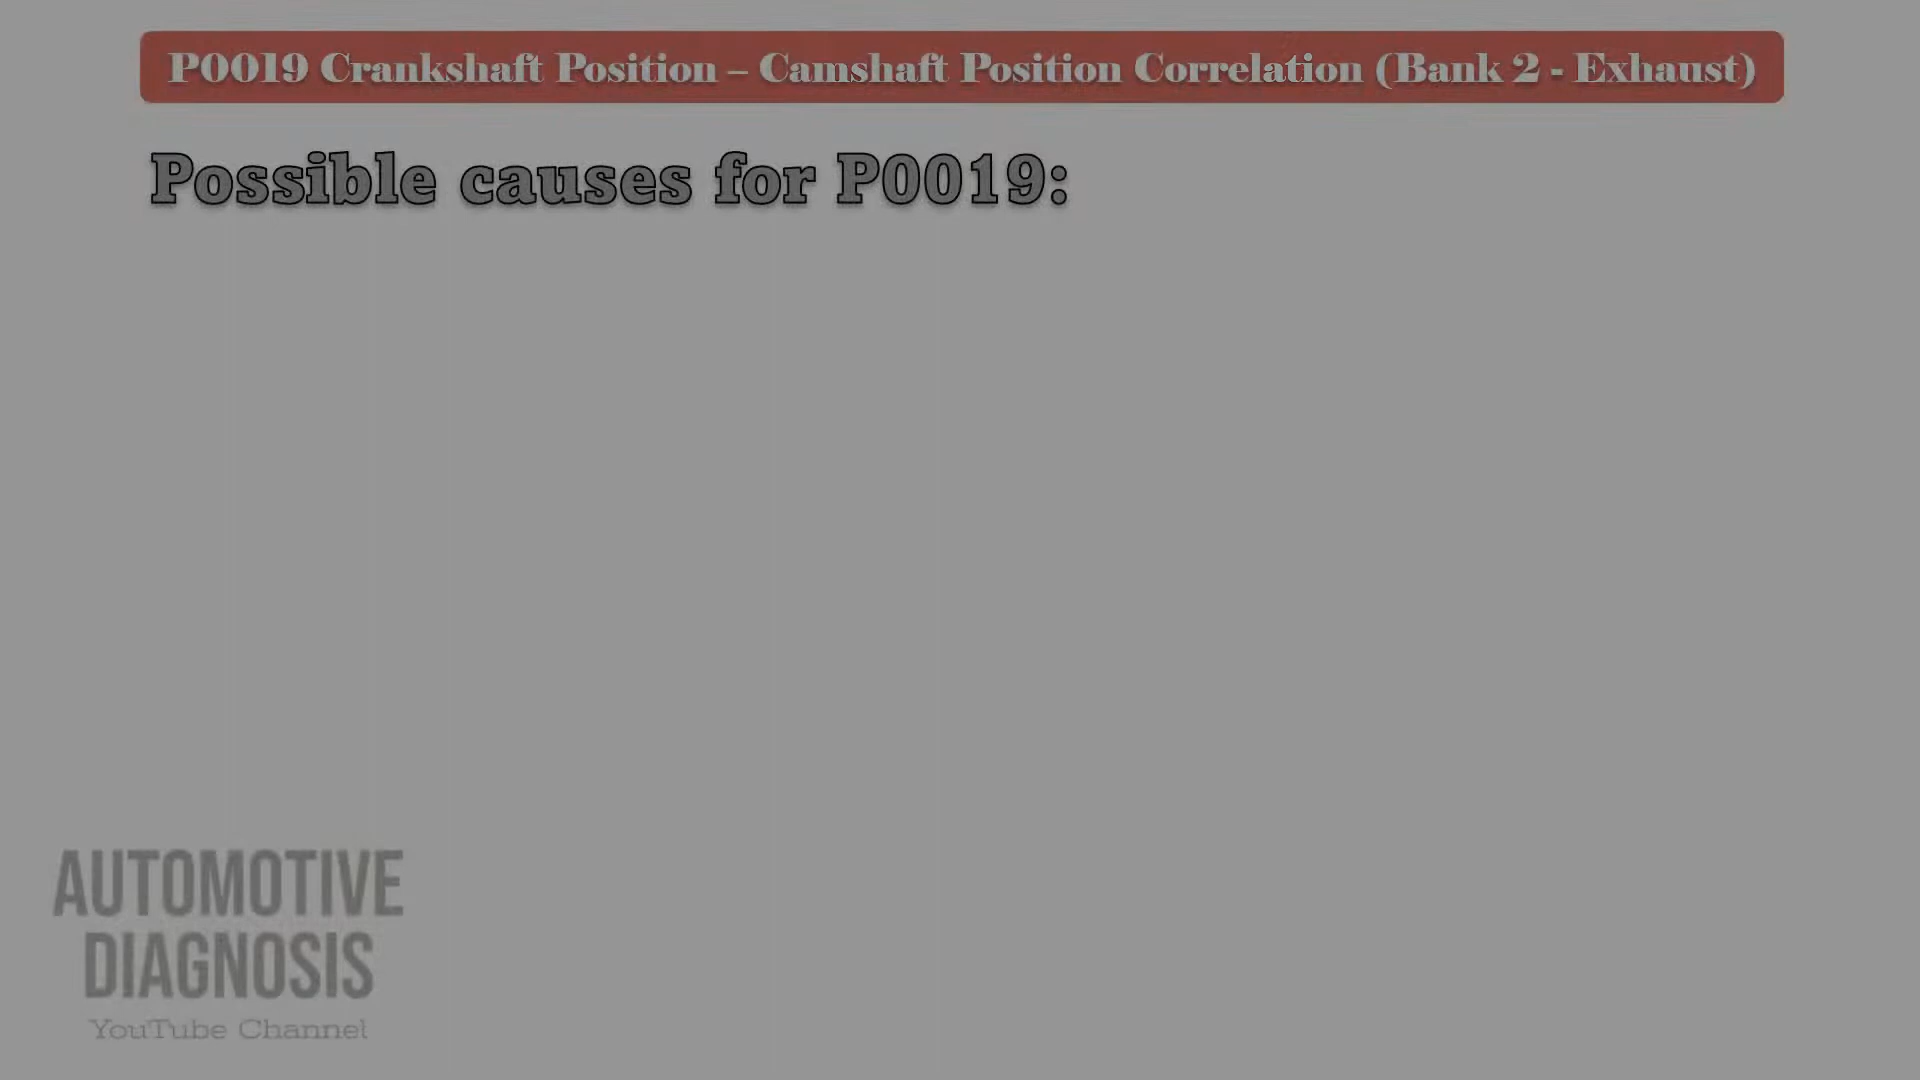 P0019 Crankshaft Position – Camshaft Position Correlation (Bank 2 - Exhaust)
Possible causes for P0019:
AUTOMOTIVE
DIAGNOSIS
YouTube Channel